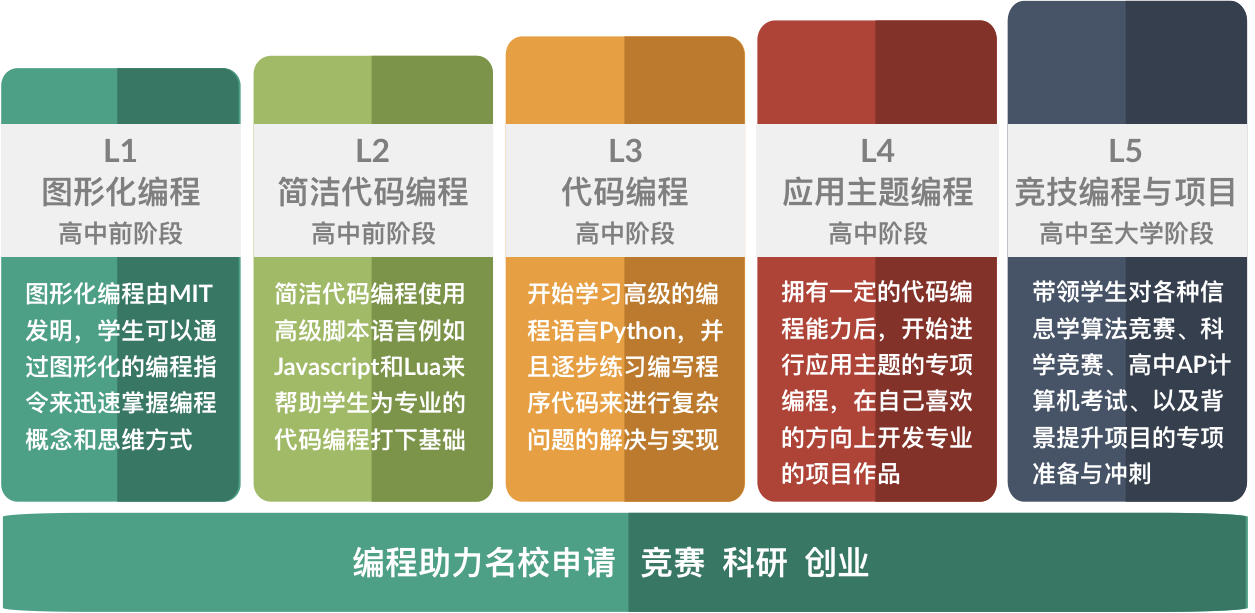 L1
图形化编程
高中前阶段
图形化编程由MIT
发明，学生可以通
过图形化的编程指
令来迅速掌握编程
概念和思维方式
L2
简洁代码编程
高中前阶段
简洁代码编程使用
高级脚本语言例如
Javascript和Lua来
帮助学生为专业的
代码编程打下基础
L3
代码编程
高中阶段
开始学习高级的编
程语言Python，并
且逐步练习编写程
序代码来进行复杂
问题的解决与实现
L4
应用主题编程
高中阶段
拥有一定的代码编
程能力后，开始进
行应用主题的专项
编程，在自己喜欢
的方向上开发专业
的项目作品
L5
竞技编程与项目
高中至大学阶段
带领学生对各种信
息学算法竞赛、科
学竞赛、高中AP计
算机考试、以及背
景提升项目的专项
准备与冲刺
编程助力名校申请 竞赛 科研 创业